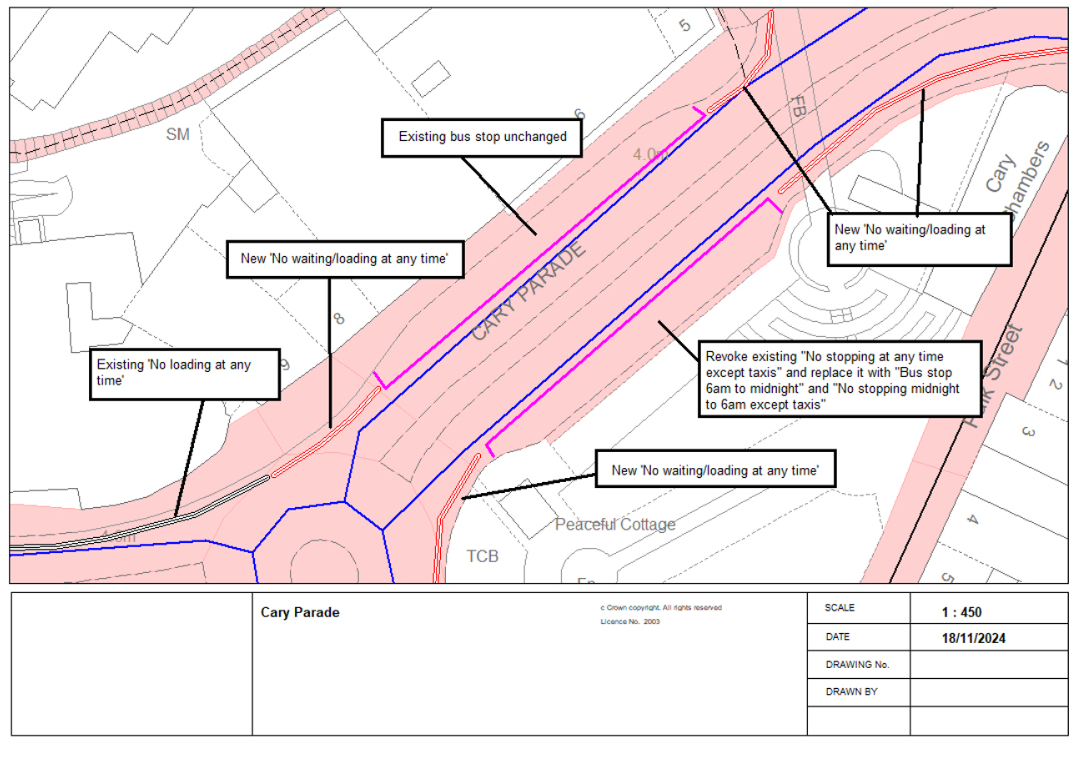 5
SM
6
FB
Existing bus stop unchanged
Cary
Chambers
New 'No waiting/loading at
any time'
New 'No waiting/loading at any time'
CARY PARADE
8
Existing 'No loading at any
time'
9
Revoke existing "No stopping at any time
except taxis" and replace it with "Bus stop
6am to midnight" and "No stopping midnight
to 6am except taxis"
Street
1
2
3
New 'No waiting/loading at any time'
Peaceful Cottage
4
TCB
5
Cary Parade
c Crown copyright. All rights reserved
Licence No. 2003
SCALE
1 : 450
DATE
18/11/2024
DRAWING No.
DRAWN BY